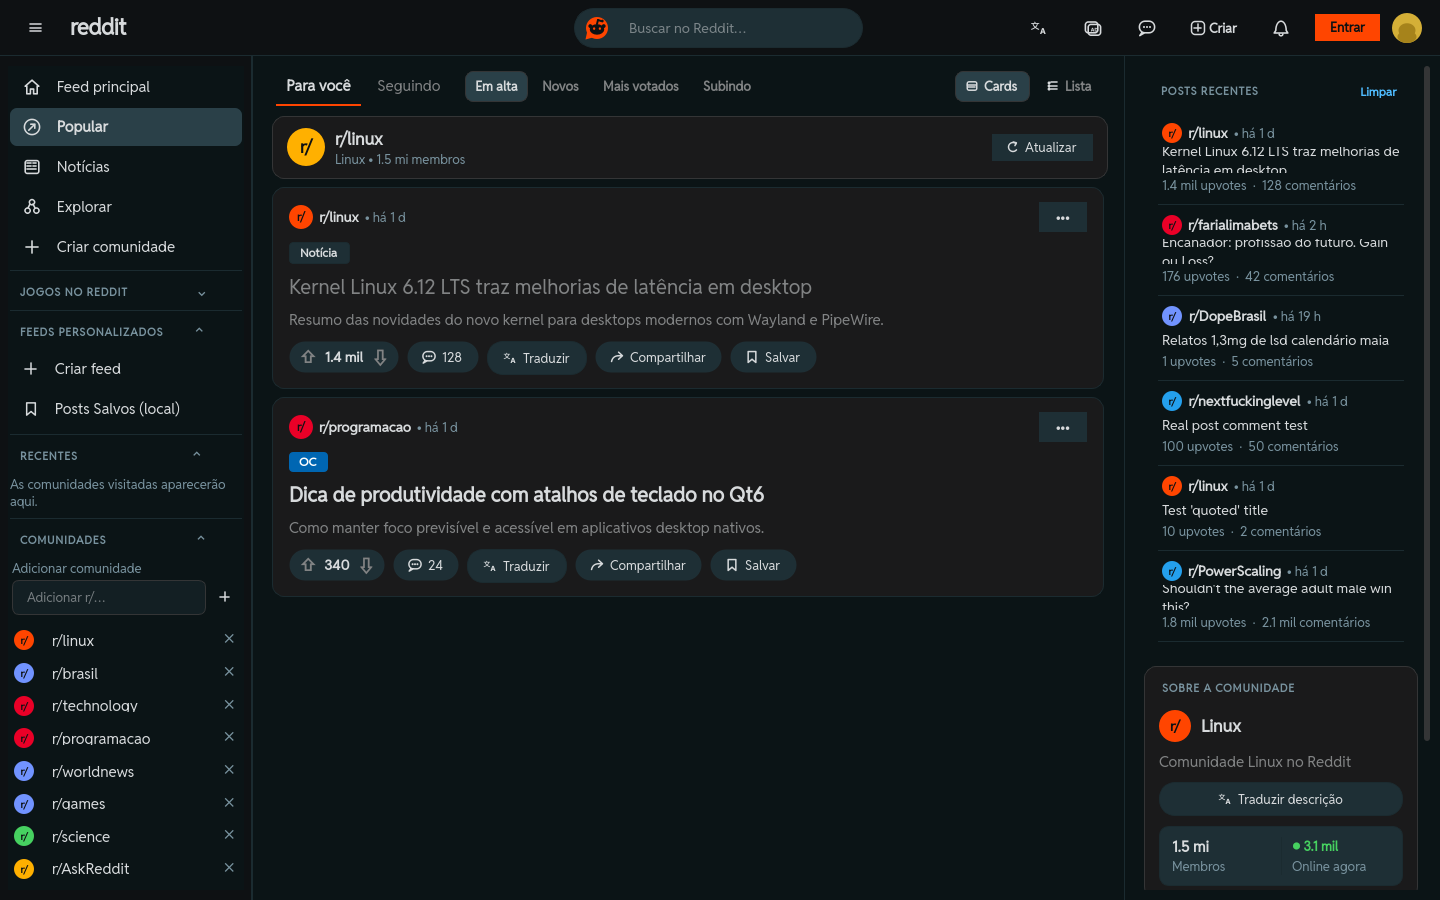 reddit
Buscar no Reddit...
Criar
Entrar
Feed principal
Popular
Notícias
Explorar
Criar comunidade
JOGOS NO REDDIT
FEEDS PERSONALIZADOS
Criar feed
Posts Salvos (local)
RECENTES
As comunidades visitadas aparecerão
aqui.
COMUNIDADES
Adicionar comunidade
Adicionar r/...
r/ r/linux
r/ r/brasil
r/ r/technology
r/ r/programacao
r/ r/worldnews
r/ r/games
r/ r/science
r/ r/AskReddit
Para você Seguindo Em alta Novos Mais votados Subindo Cards Lista
r/ r/linux
Linux • 1.5 mi membros
Atualizar
r/ r/linux • há 1 d
Notícia
Kernel Linux 6.12 LTS traz melhorias de latência em desktop
Resumo das novidades do novo kernel para desktops modernos com Wayland e PipeWire.
1.4 mil 128 Traduzir Compartilhar Salvar
r/ r/programacao • há 1 d
OC
Dica de produtividade com atalhos de teclado no Qt6
Como manter foco previsível e acessível em aplicativos desktop nativos.
340 24 Traduzir Compartilhar Salvar
POSTS RECENTES Limpar
r/ r/linux • há 1 d
Kernel Linux 6.12 LTS traz melhorias de
latência em desktop
1.4 mil upvotes · 128 comentários
r/ r/farialimabets • há 2 h
Encanador: profissão do futuro. Gain
ou Loss?
176 upvotes · 42 comentários
r/ r/DopeBrasil • há 19 h
Relatos 1,3mg de lsd calendário maia
1 upvotes · 5 comentários
r/ r/nextfuckinglevel • há 1 d
Real post comment test
100 upvotes · 50 comentários
r/ r/linux • há 1 d
Test 'quoted' title
10 upvotes · 2 comentários
r/ r/PowerScaling • há 1 d
Shouldn't the average adult male win
this?
1.8 mil upvotes · 2.1 mil comentários
SOBRE A COMUNIDADE
r/ Linux
Comunidade Linux no Reddit
Traduzir descrição
1.5 mi 3.1 mil
Membros Online agora